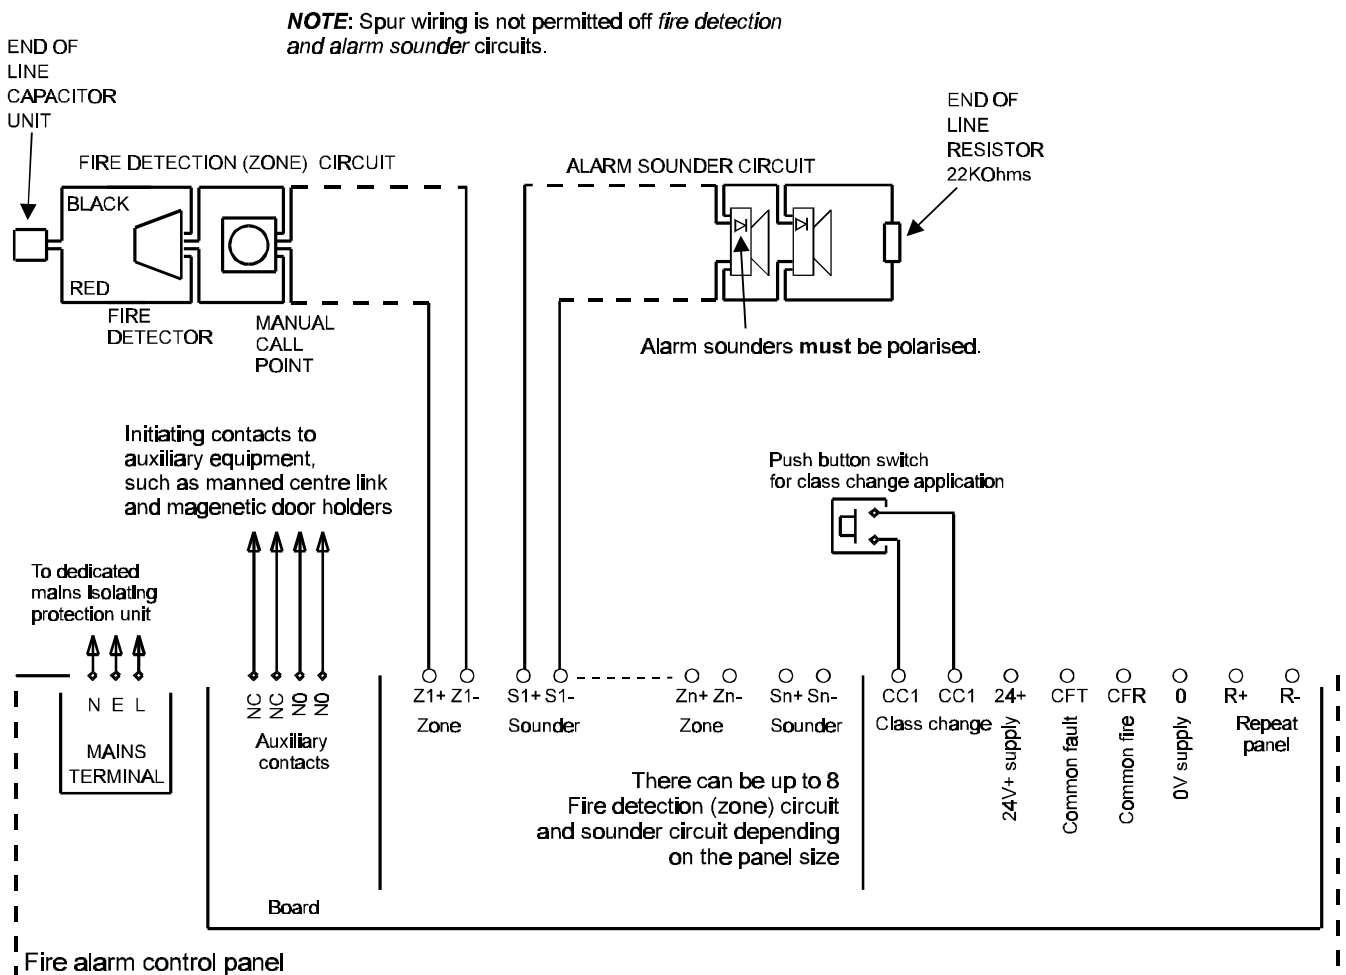 NOTE: Spur wiring is not permitted off fire detection
and alarm sounder circuits.
END OF
LINE
CAPACITOR
UNIT
FIRE DETECTION (ZONE) CIRCUIT
BLACK
RED
FIRE
DETECTOR
MANUAL
CALL
POINT
ALARM SOUNDER CIRCUIT
END OF
LINE
RESISTOR
22KOhms
Alarm sounders must be polarised.
Initiating contacts to
auxiliary equipment,
such as manned centre link
and magenetic door holders
Push button switch
for class change application
To dedicated
mains isolating
protection unit
N E L
MAINS
TERMINAL
NC NC NO NO
Auxiliary
contacts
Z1+ Z1-
Zone
S1+ S1-
Sounder
Zn+ Zn-
Zone
Sn+ Sn-
Sounder
CC1 CC1 24+ CFT CFR 0 R+ R-
Class change
24V+ supply
Common fault
Common fire
0V supply
Repeat
panel
There can be up to 8
Fire detection (zone) circuit
and sounder circuit depending
on the panel size
Board
Fire alarm control panel